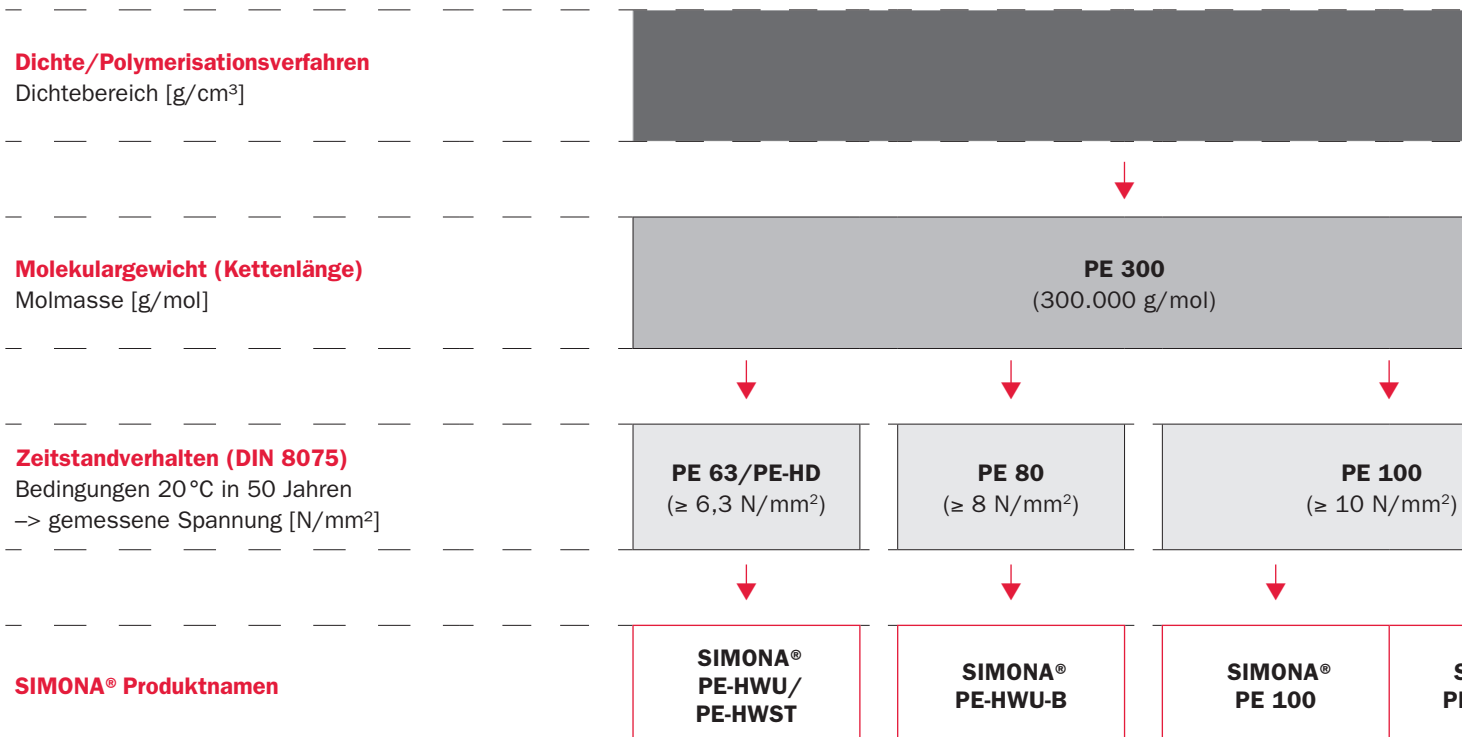 Dichte/Polymerisationsverfahren
Dichtebereich [g/cm³]
Molekulargewicht (Kettenlänge)
Molmasse [g/mol]
PE 300
(300.000 g/mol)
Zeitstandverhalten (DIN 8075)
Bedingungen 20 °C in 50 Jahren
–> gemessene Spannung [N/mm²]
PE 63/PE-HD
(≥ 6,3 N/mm²)
PE 80
(≥ 8 N/mm²)
PE 100
(≥ 10 N/mm²)
SIMONA® Produktnamen
SIMONA®
PE-HWU/
PE-HWST
SIMONA®
PE-HWU-B
SIMONA®
PE 100